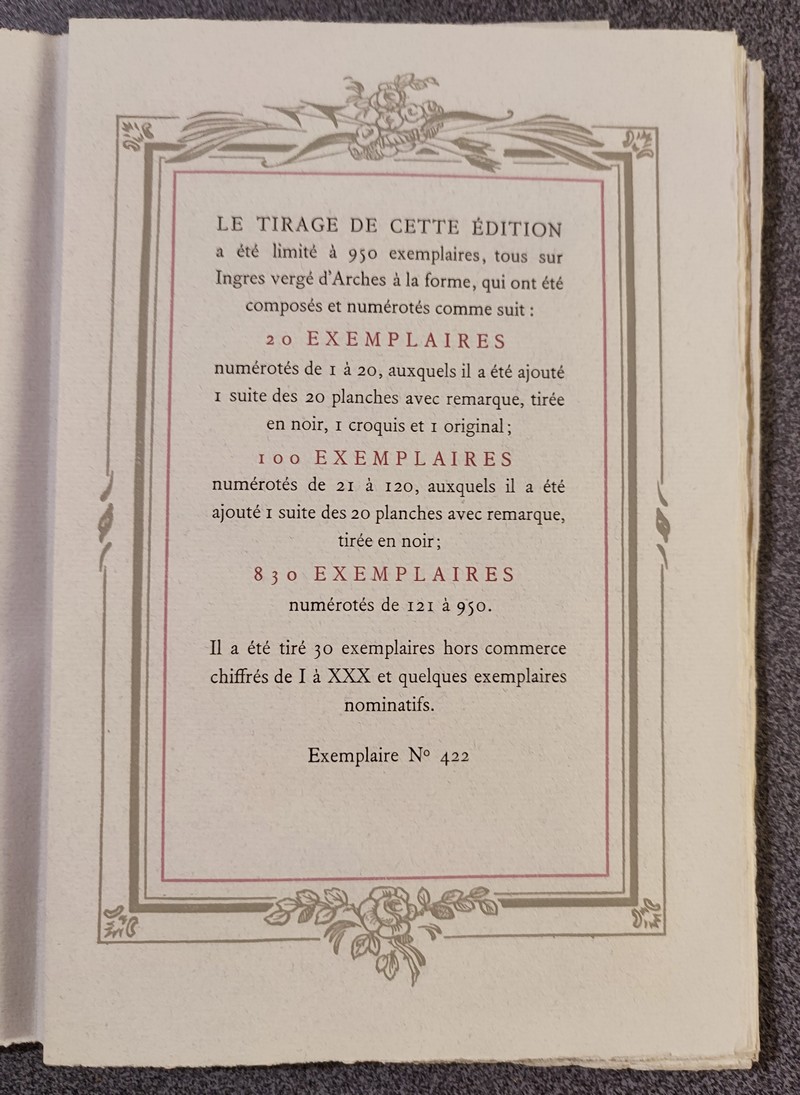 LE TIRAGE DE CETTE ÉDITION
a été limité à 950 exemplaires, tous sur
Ingres vergé d'Arches à la forme, qui ont été
composés et numérotés comme suit :
20 EXEMPLAIRES
numérotés de 1 à 20, auxquels il a été ajouté
1 suite des 20 planches avec remarque, tirée
en noir, 1 croquis et 1 original ;
100 EXEMPLAIRES
numérotés de 21 à 120, auxquels il a été
ajouté 1 suite des 20 planches avec remarque,
tirée en noir ;
830 EXEMPLAIRES
numérotés de 121 à 950.
Il a été tiré 30 exemplaires hors commerce
chiffrés de I à XXX et quelques exemplaires
nominatifs.
Exemplaire Nº 422